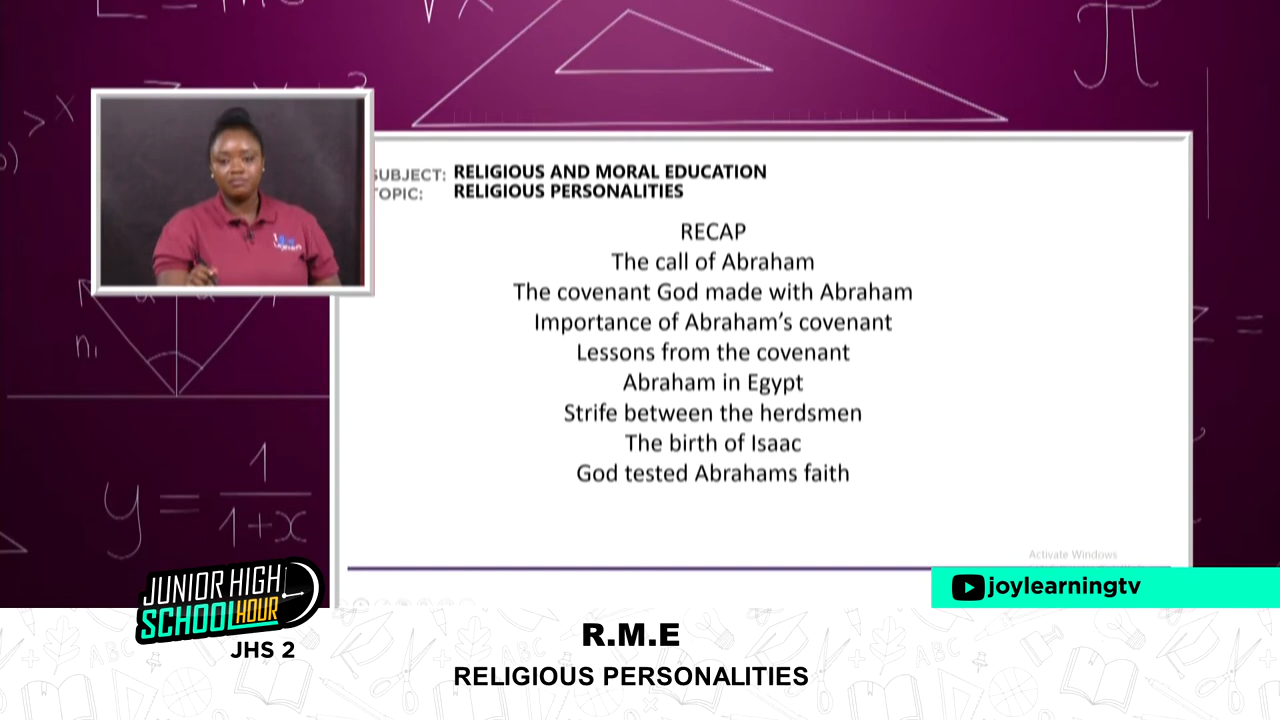 SUBJECT: RELIGIOUS AND MORAL EDUCATION
TOPIC: RELIGIOUS PERSONALITIES
RECAP
The call of Abraham
The covenant God made with Abraham
Importance of Abraham's covenant
Lessons from the covenant
Abraham in Egypt
Strife between the herdsmen
The birth of Isaac
God tested Abrahams faith
Activate Windows
joylearningtv
JUNIOR HIGH
SCHOOL HOUR
JHS 2
R.M.E
RELIGIOUS PERSONALITIES
π
y = 1/1+x